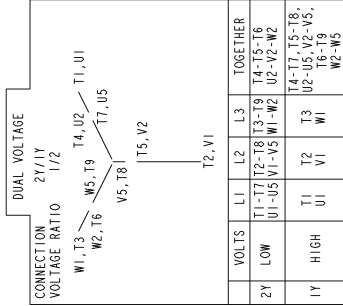 DUAL VOLTAGE
CONNECTION 2Y/1Y
VOLTAGE RATIO 1/2
W1,T3
W2,T6
W5,T9
V5,T8
T1,U1
T4,U2
T7,U5
T5,V2
T2,V1
VOLTS L1 L2 L3 TOGETHER
2Y LOW T1-T7 T2-T8 T3-T9 T4-T5-T6
U1-U5 V1-V5 W1-W2 U2-V2-W2
1Y HIGH T1 T2 T3 T4-T7,T5-T8,
U1 V1 W1 U2-U5,V2-V5,
T6-T9
W2-W5